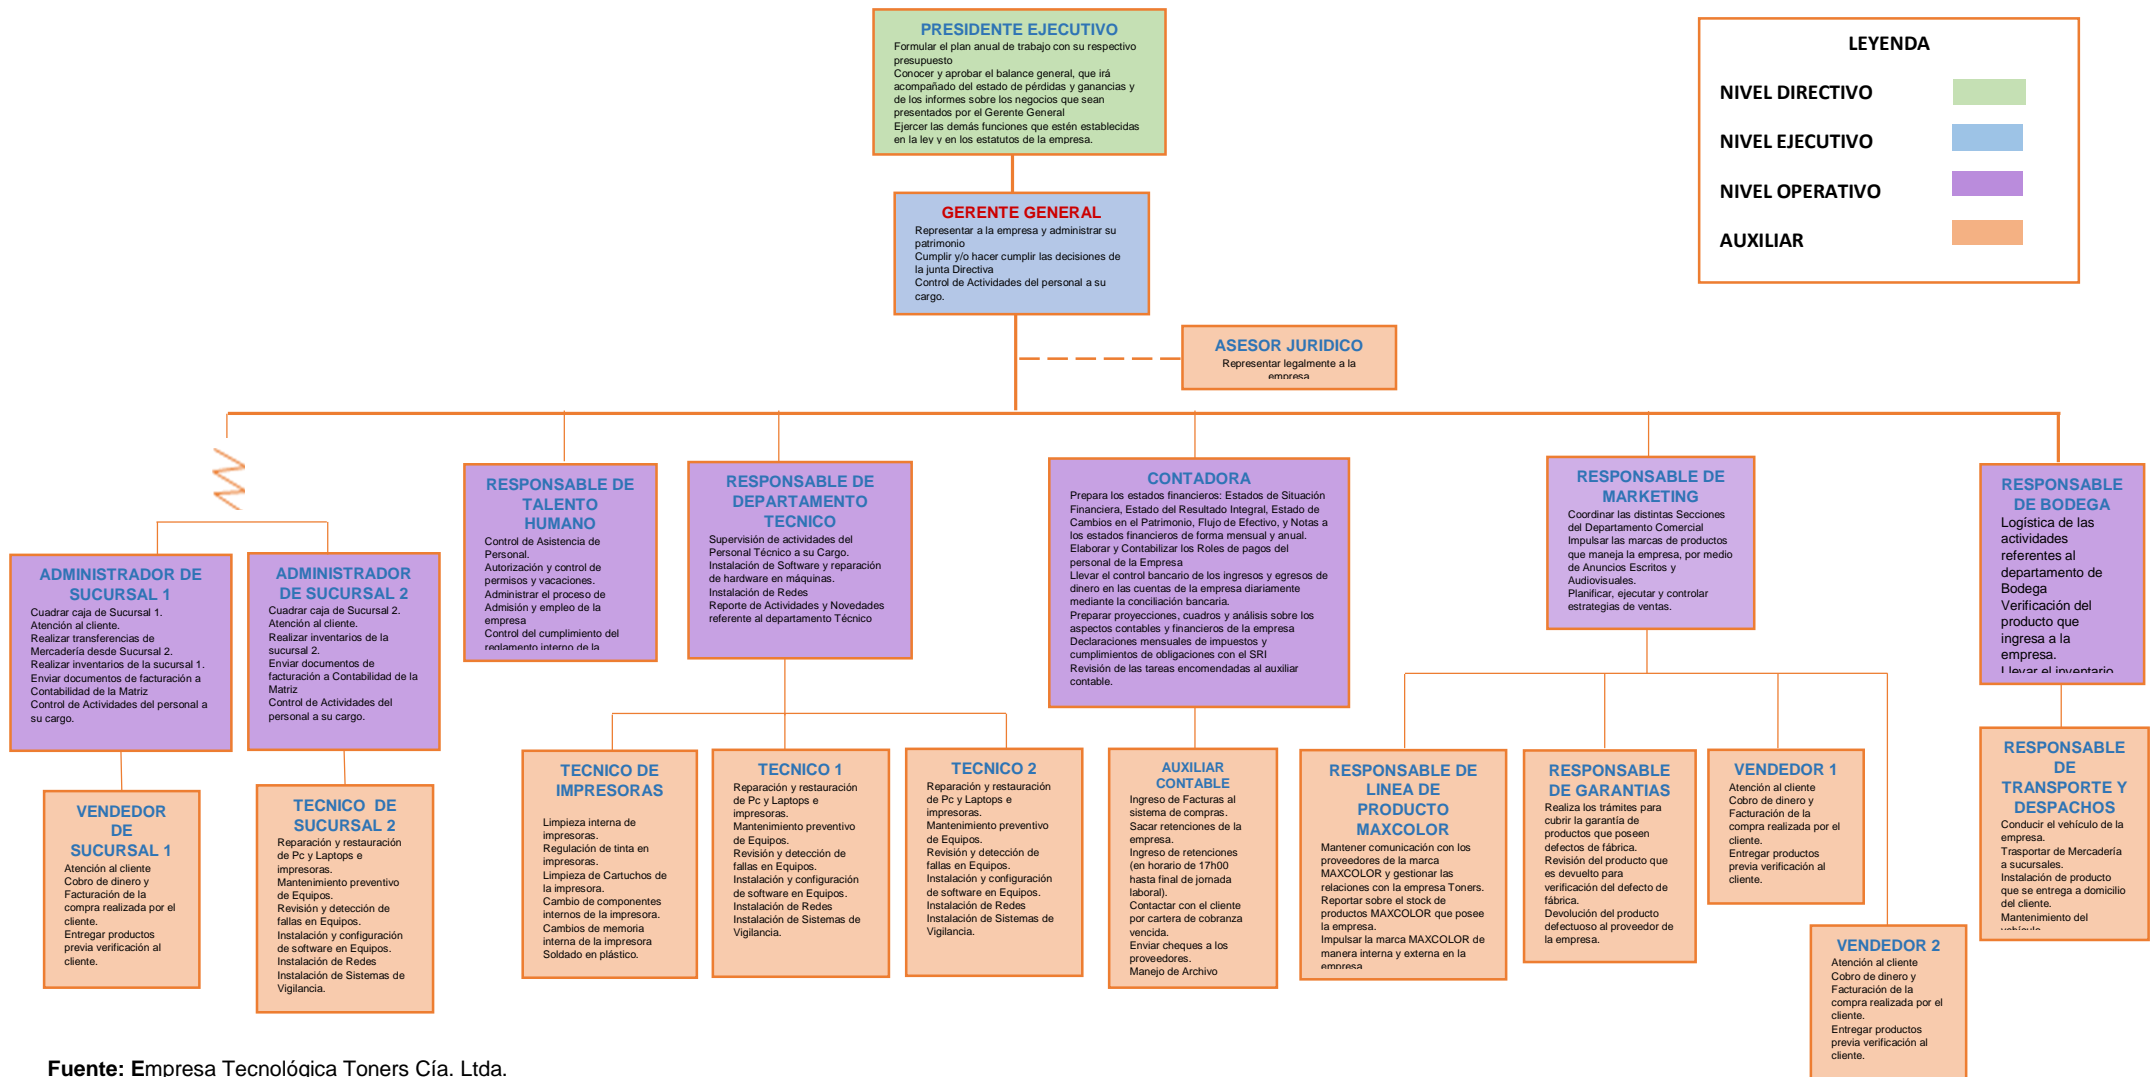 PRESIDENTE EJECUTIVO
Formular el plan anual de trabajo con su respectivo
presupuesto
Conocer y aprobar el balance general, que irá
acompañado del estado de pérdidas y ganancias y
de los informes sobre los negocios que sean
presentados por el Gerente General
Ejercer las demás funciones que estén establecidas
en la ley y en los estatutos de la empresa.
LEYENDA
NIVEL DIRECTIVO
NIVEL EJECUTIVO
NIVEL OPERATIVO
AUXILIAR
GERENTE GENERAL
Representar a la empresa y administrar su
patrimonio
Cumplir y/o hacer cumplir las decisiones de
la junta Directiva
Control de Actividades del personal a su
cargo.
ASESOR JURIDICO
Representar legalmente a la
empresa
ADMINISTRADOR DE
SUCURSAL 1
Cuadrar caja de Sucursal 1.
Atención al cliente.
Realizar transferencias de
Mercadería desde Sucursal 2.
Realizar inventarios de la sucursal 1.
Enviar documentos de facturación a
Contabilidad de la Matriz
Control de Actividades del personal a
su cargo.
ADMINISTRADOR
DE SUCURSAL 2
Cuadrar caja de Sucursal 2.
Atención al cliente.
Realizar inventarios de la
sucursal 2.
Enviar documentos de
facturación a Contabilidad de la
Matriz
Control de Actividades del
personal a su cargo.
RESPONSABLE DE
TALENTO
HUMANO
Control de Asistencia de
Personal.
Autorización y control de
permisos y vacaciones.
Administrar el proceso de
Admisión y empleo de la
empresa
Control del cumplimiento del
reglamento interno de la
RESPONSABLE DE
DEPARTAMENTO
TECNICO
Supervisión de actividades del
Personal Técnico a su Cargo.
Instalación de Software y reparación
de hardware en máquinas.
Instalación de Redes
Reporte de Actividades y Novedades
referente al departamento Técnico
CONTADORA
Prepara los estados financieros: Estados de Situación
Financiera, Estado del Resultado Integral, Estado de
Cambios en el Patrimonio, Flujo de Efectivo, y Notas a
los estados financieros de forma mensual y anual.
Elaborar y Contabilizar los Roles de pagos del
personal de la Empresa
Llevar el control bancario de los ingresos y egresos de
dinero en las cuentas de la empresa diariamente
mediante la conciliación bancaria.
Preparar proyecciones, cuadros y análisis sobre los
aspectos contables y financieros de la empresa
Declaraciones mensuales de impuestos y
cumplimientos de obligaciones con el SRI
Revisión de las tareas encomendadas al auxiliar
contable.
RESPONSABLE DE
MARKETING
Coordinar las distintas Secciones
del Departamento Comercial
Impulsar las marcas de productos
que maneja la empresa, por medio
de Anuncios Escritos y
Audiovisuales.
Planificar, ejecutar y controlar
estrategias de ventas.
RESPONSABLE
DE BODEGA
Logística de las
actividades
referentes al
departamento de
Bodega
Verificación del
producto que
ingresa a la
empresa.
Llevar el inventario
VENDEDOR
DE
SUCURSAL 1
Atención al cliente
Cobro de dinero y
Facturación de la
compra realizada por el
cliente.
Entregar productos
previa verificación al
cliente.
TECNICO DE
SUCURSAL 2
Reparación y restauración
de Pc y Laptops e
impresoras.
Mantenimiento preventivo
de Equipos.
Revisión y detección de
fallas en Equipos.
Instalación y configuración
de software en Equipos.
Instalación de Redes
Instalación de Sistemas de
Vigilancia.
TECNICO DE
IMPRESORAS
Limpieza interna de
impresoras.
Regulación de tinta en
impresoras.
Limpieza de Cartuchos de
la impresora.
Cambio de componentes
internos de la impresora.
Cambios de memoria
interna de la impresora
Soldado en plástico.
TECNICO 1
Reparación y restauración
de Pc y Laptops e
impresoras.
Mantenimiento preventivo
de Equipos.
Revisión y detección de
fallas en Equipos.
Instalación y configuración
de software en Equipos.
Instalación de Redes
Instalación de Sistemas de
Vigilancia.
TECNICO 2
Reparación y restauración
de Pc y Laptops e
impresoras.
Mantenimiento preventivo
de Equipos.
Revisión y detección de
fallas en Equipos.
Instalación y configuración
de software en Equipos.
Instalación de Redes
Instalación de Sistemas de
Vigilancia.
AUXILIAR
CONTABLE
Ingreso de Facturas al
sistema de compras.
Sacar retenciones de la
empresa.
Ingreso de retenciones
(en horario de 17h00
hasta final de jornada
laboral).
Contactar con el cliente
por cartera de cobranza
vencida.
Enviar cheques a los
proveedores.
Manejo de Archivo
RESPONSABLE DE
LINEA DE
PRODUCTO
MAXCOLOR
Mantener comunicación con los
proveedores de la marca
MAXCOLOR y gestionar las
relaciones con la empresa Toners.
Reportar sobre el stock de
productos MAXCOLOR que posee
la empresa.
Impulsar la marca MAXCOLOR de
manera interna y externa en la
empresa
RESPONSABLE
DE GARANTIAS
Realiza los trámites para
cubrir la garantía de
productos que poseen
defectos de fábrica.
Revisión del producto que
es devuelto para
verificación del defecto de
fábrica.
Devolución del producto
defectuoso al proveedor de
la empresa.
VENDEDOR 1
Atención al cliente
Cobro de dinero y
Facturación de la
compra realizada por el
cliente.
Entregar productos
previa verificación al
cliente.
VENDEDOR 2
Atención al cliente
Cobro de dinero y
Facturación de la
compra realizada por el
cliente.
Entregar productos
previa verificación al
cliente.
RESPONSABLE
DE
TRANSPORTE Y
DESPACHOS
Conducir el vehículo de la
empresa.
Trasportar de Mercadería
a sucursales.
Instalación de producto
que se entrega a domicilio
del cliente.
Mantenimiento del
Fuente: Empresa Tecnológica Toners Cía. Ltda.